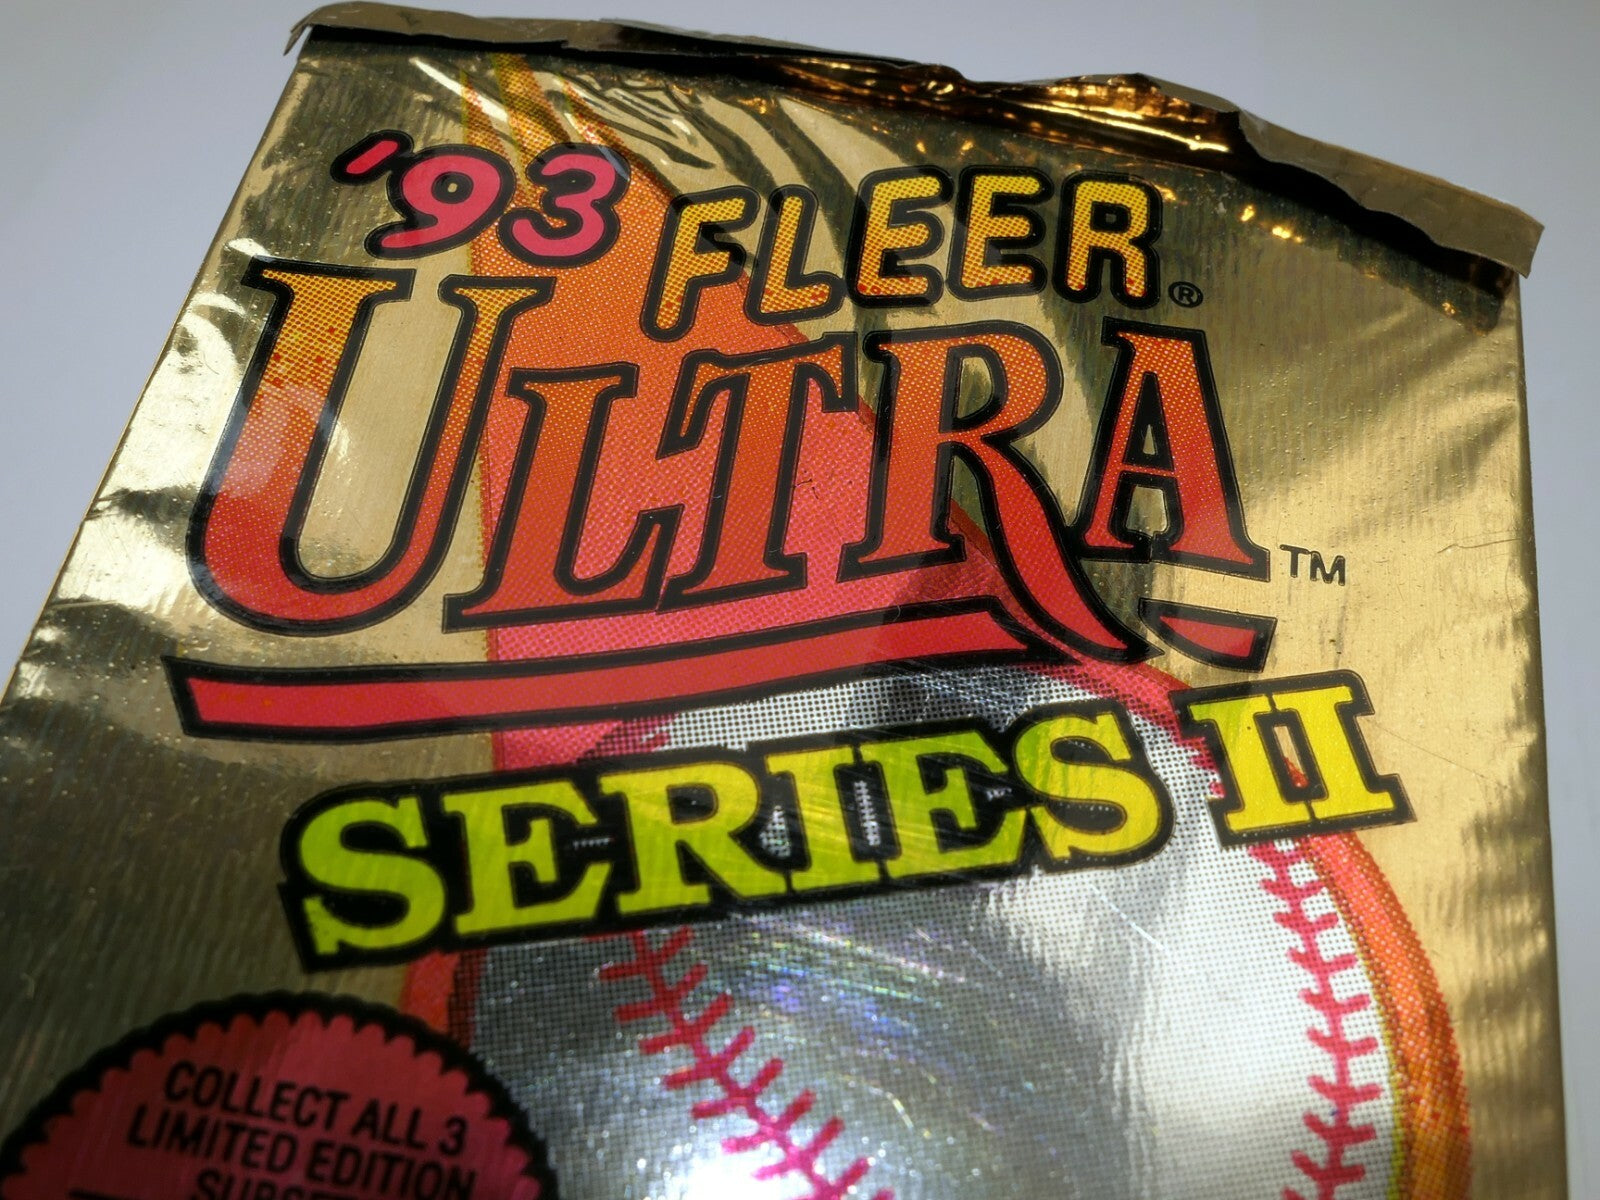 '93 FLEER®
ULTRA™
SERIES II
COLLECT ALL 3
LIMITED EDITION